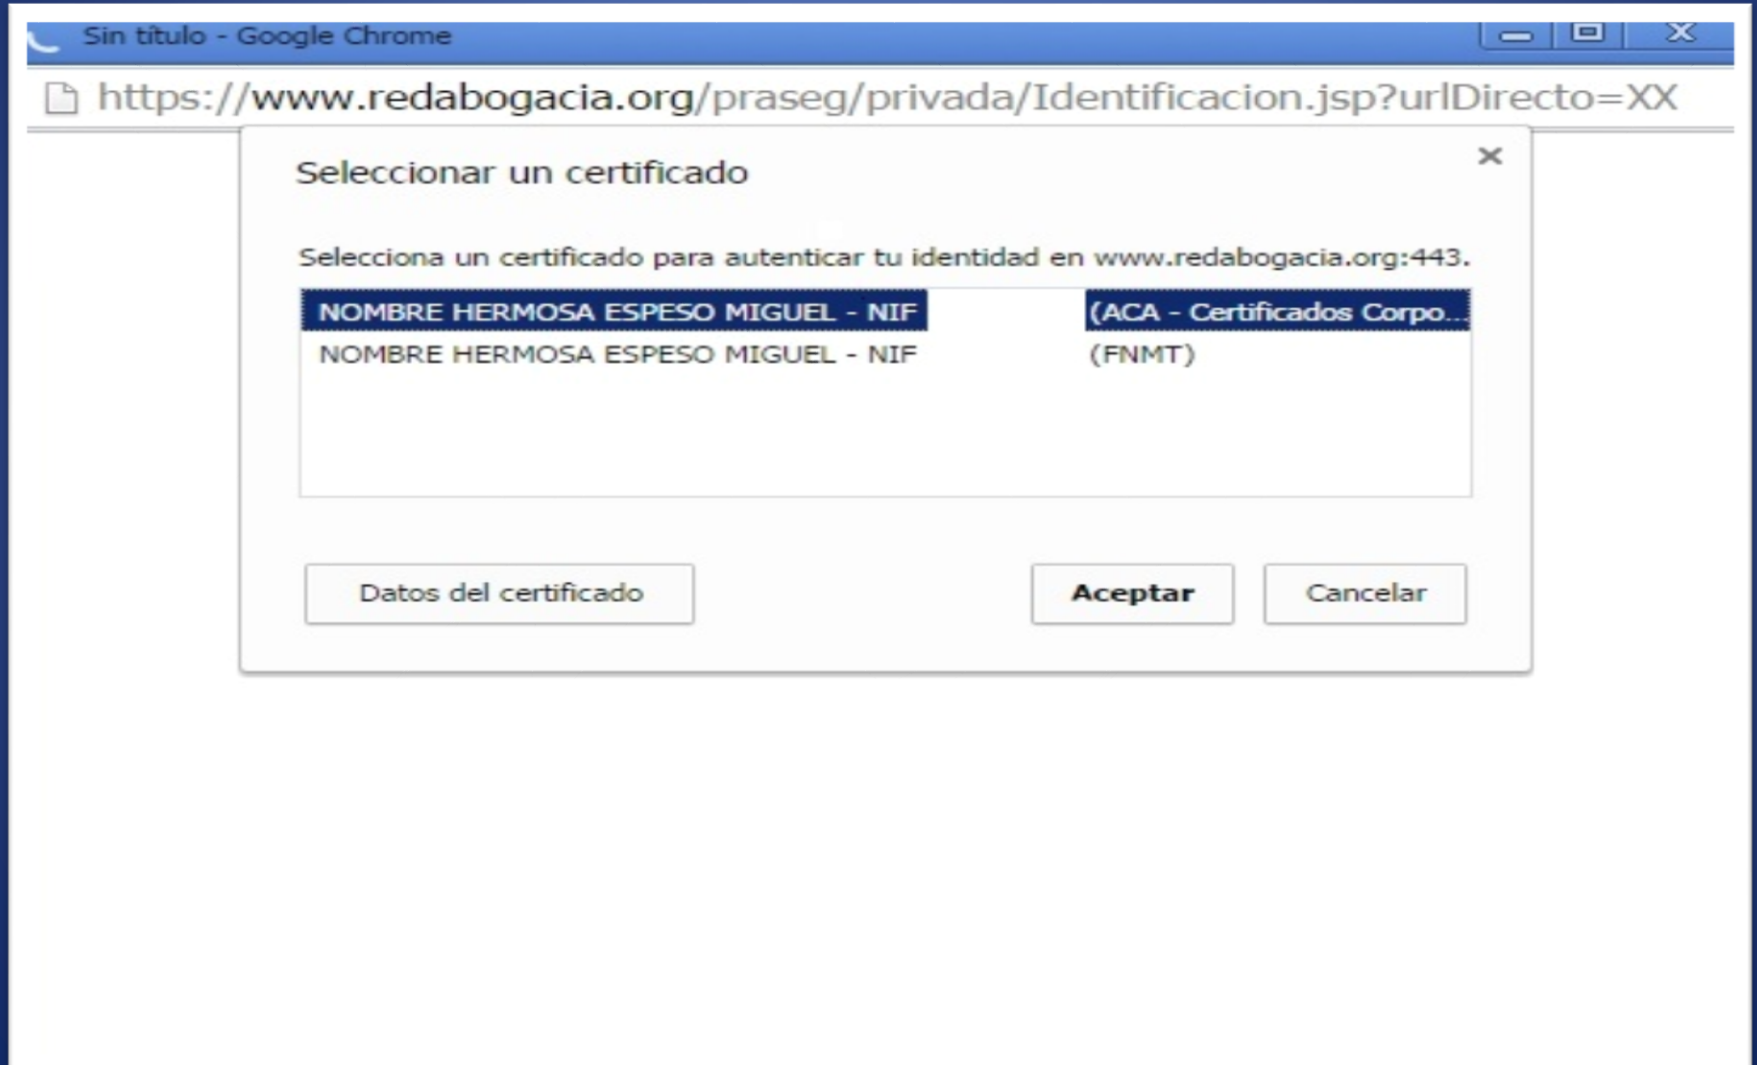 Sin título - Google Chrome
https://www.redabogacia.org/praseg/privada/Identificacion.jsp?urlDirecto=XX
Seleccionar un certificado
Selecciona un certificado para autenticar tu identidad en www.redabogacia.org:443.
NOMBRE HERMOSA ESPESO MIGUEL - NIF (ACA - Certificados Corpo...
NOMBRE HERMOSA ESPESO MIGUEL - NIF (FNMT)
Datos del certificado Aceptar Cancelar